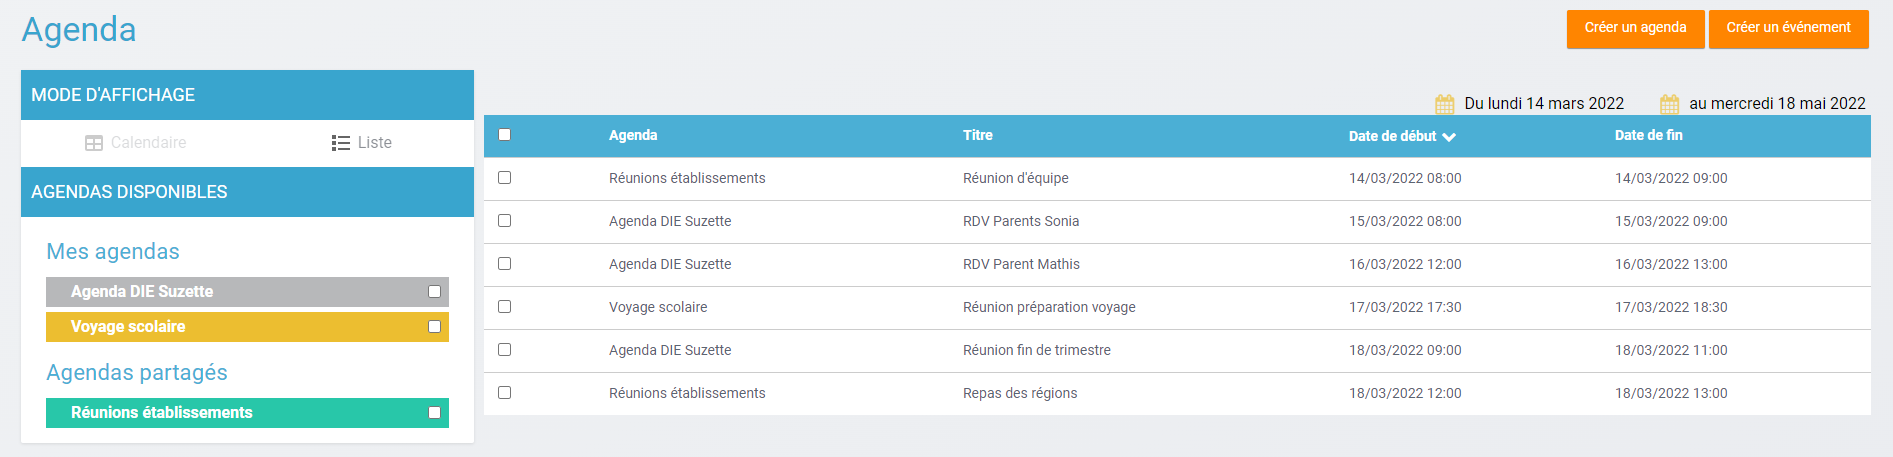 Agenda
Créer un agenda
Créer un événement
MODE D'AFFICHAGE
Calendaire
Liste
AGENDAS DISPONIBLES
Mes agendas
Agenda DIE Suzette
Voyage scolaire
Agendas partagés
Réunions établissements
Du lundi 14 mars 2022 au mercredi 18 mai 2022
Agenda Titre Date de début Date de fin
Réunions établissements Réunion d'équipe 14/03/2022 08:00 14/03/2022 09:00
Agenda DIE Suzette RDV Parents Sonia 15/03/2022 08:00 15/03/2022 09:00
Agenda DIE Suzette RDV Parent Mathis 16/03/2022 12:00 16/03/2022 13:00
Voyage scolaire Réunion préparation voyage 17/03/2022 17:30 17/03/2022 18:30
Agenda DIE Suzette Réunion fin de trimestre 18/03/2022 09:00 18/03/2022 11:00
Réunions établissements Repas des régions 18/03/2022 12:00 18/03/2022 13:00